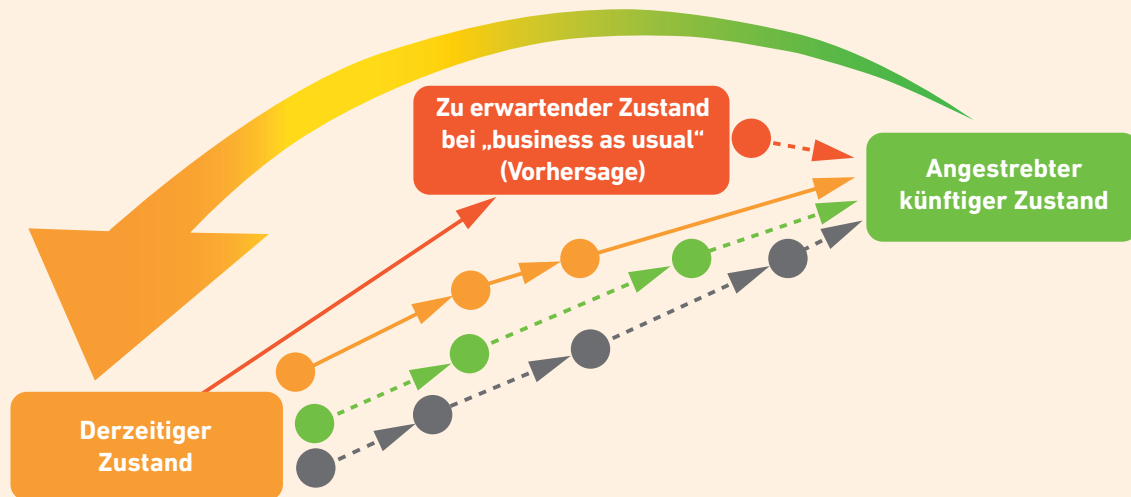 Zu erwartender Zustand
bei „business as usual“
(Vorhersage)
Angestrebter
künftiger Zustand
Derzeitiger
Zustand